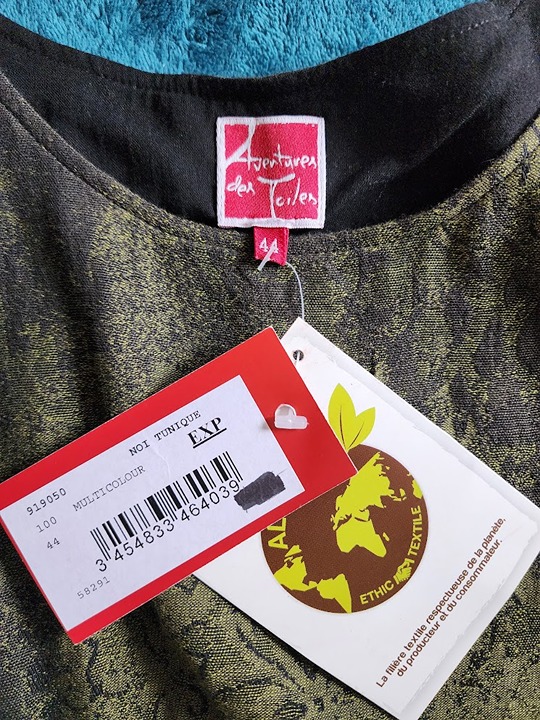 Aventures
des Toiles
44
NOI TUNIQUE
EXP
919050
100 MULTICOLOUR
44
3 454833 464039
58291
ETHIC TEXTILE
La filière textile respectueuse de la planète,
du producteur et du consommateur.